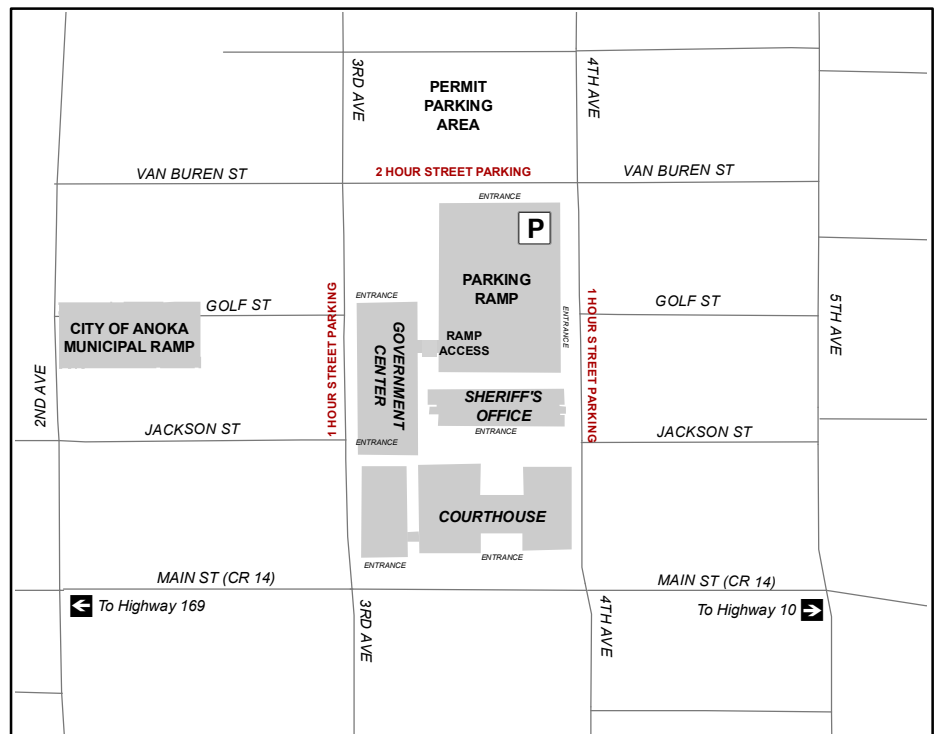 3RD AVE
PERMIT
PARKING
AREA
4TH AVE
VAN BUREN ST
2 HOUR STREET PARKING
VAN BUREN ST
ENTRANCE
P
PARKING
RAMP
ENTRANCE
GOLF ST
GOLF ST
1 HOUR STREET PARKING
1 HOUR STREET PARKING
5TH AVE
CITY OF ANOKA
MUNICIPAL RAMP
ENTRANCE
RAMP
ACCESS
GOVERNMENT
CENTER
2ND AVE
SHERIFF'S
OFFICE
ENTRANCE
JACKSON ST
JACKSON ST
ENTRANCE
COURTHOUSE
ENTRANCE
ENTRANCE
MAIN ST (CR 14)
MAIN ST (CR 14)
To Highway 169
To Highway 10
3RD AVE
4TH AVE